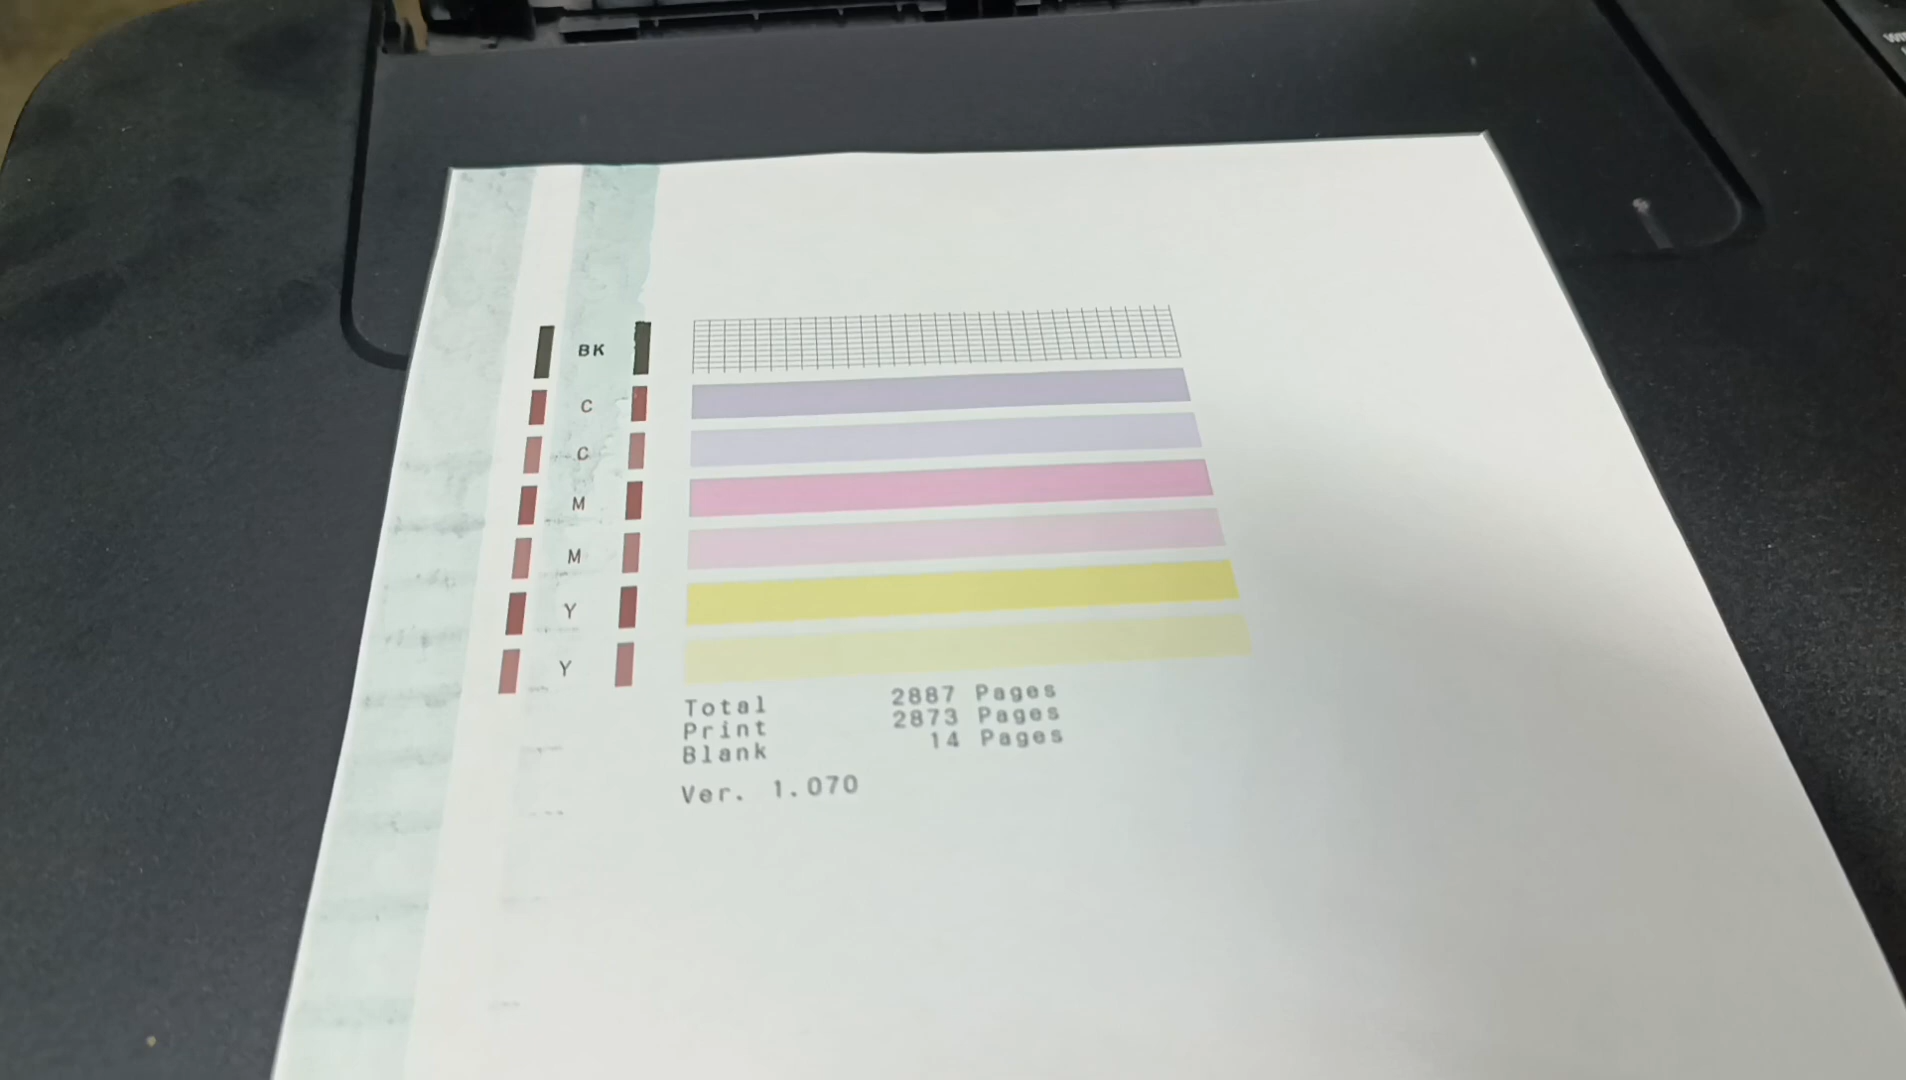 BK
C
C
M
M
Y
Y
Total 2887 Pages
Print 2873 Pages
Blank 14 Pages
Ver. 1.070